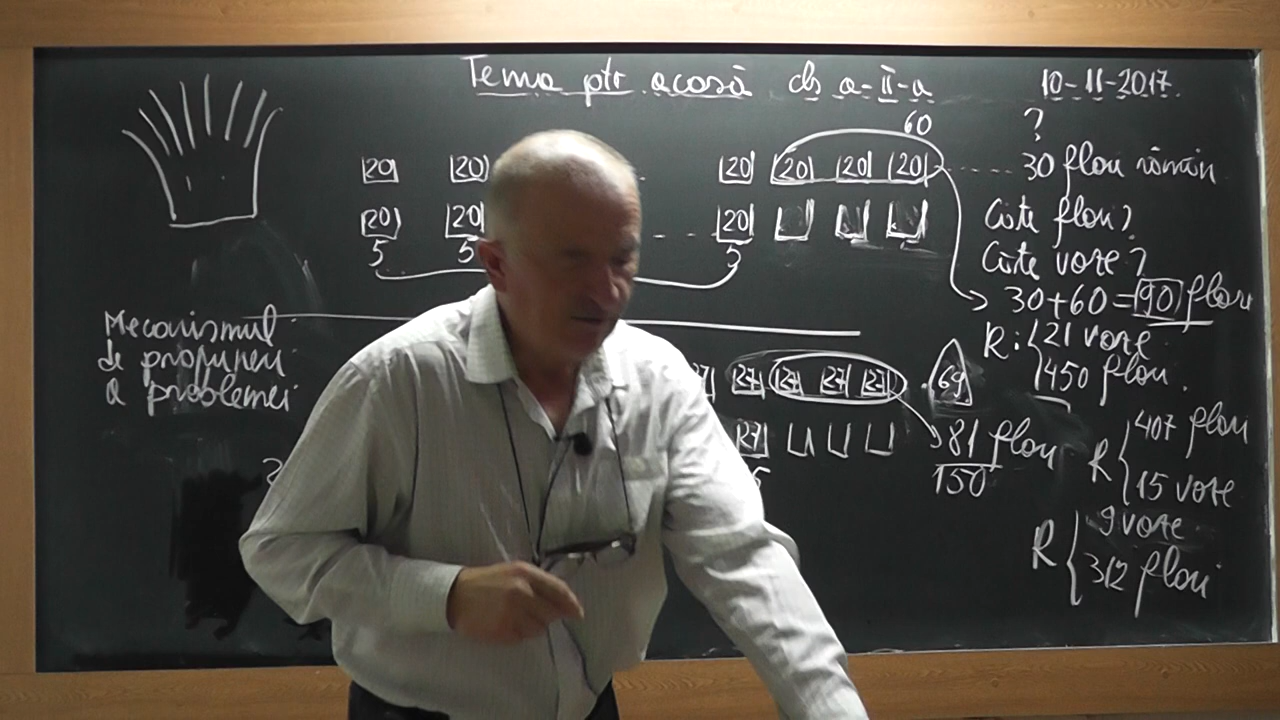 Tema ptr acasă cls a-II-a 10-11-2017.
60 ?
20 20 20 20 20 20 30 flori rămân
20 20 20 Câte flori?
5 5 5 Câte vaze?
30+60=90 flori
Mecanismul R: 21 vaze
de propuneri 450 flori.
a problemei
27 27 27 27 69
27 81 flori
150
R 407 flori
15 vaze
R 9 vaze
312 flori